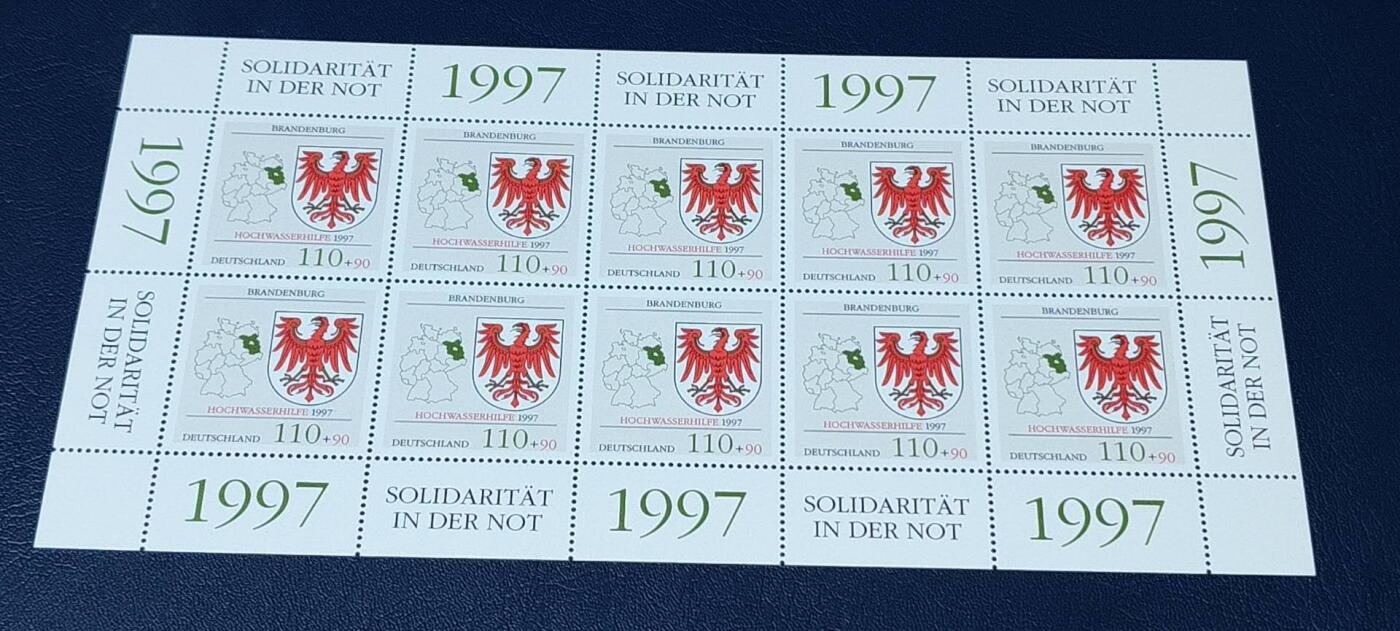 SOLIDARITÄT
IN DER NOT
1997
SOLIDARITÄT
IN DER NOT
1997
SOLIDARITÄT
IN DER NOT
1997
BRANDENBURG
HOCHWASSERHILFE 1997
DEUTSCHLAND 110+90
BRANDENBURG
HOCHWASSERHILFE 1997
DEUTSCHLAND 110+90
BRANDENBURG
HOCHWASSERHILFE 1997
DEUTSCHLAND 110+90
BRANDENBURG
HOCHWASSERHILFE 1997
DEUTSCHLAND 110+90
BRANDENBURG
HOCHWASSERHILFE 1997
DEUTSCHLAND 110+90
1997
SOLIDARITÄT
IN DER NOT
BRANDENBURG
HOCHWASSERHILFE 1997
DEUTSCHLAND 110+90
BRANDENBURG
HOCHWASSERHILFE 1997
DEUTSCHLAND 110+90
BRANDENBURG
HOCHWASSERHILFE 1997
DEUTSCHLAND 110+90
BRANDENBURG
HOCHWASSERHILFE 1997
DEUTSCHLAND 110+90
BRANDENBURG
HOCHWASSERHILFE 1997
DEUTSCHLAND 110+90
SOLIDARITÄT
IN DER NOT
1997
SOLIDARITÄT
IN DER NOT
1997
SOLIDARITÄT
IN DER NOT
1997